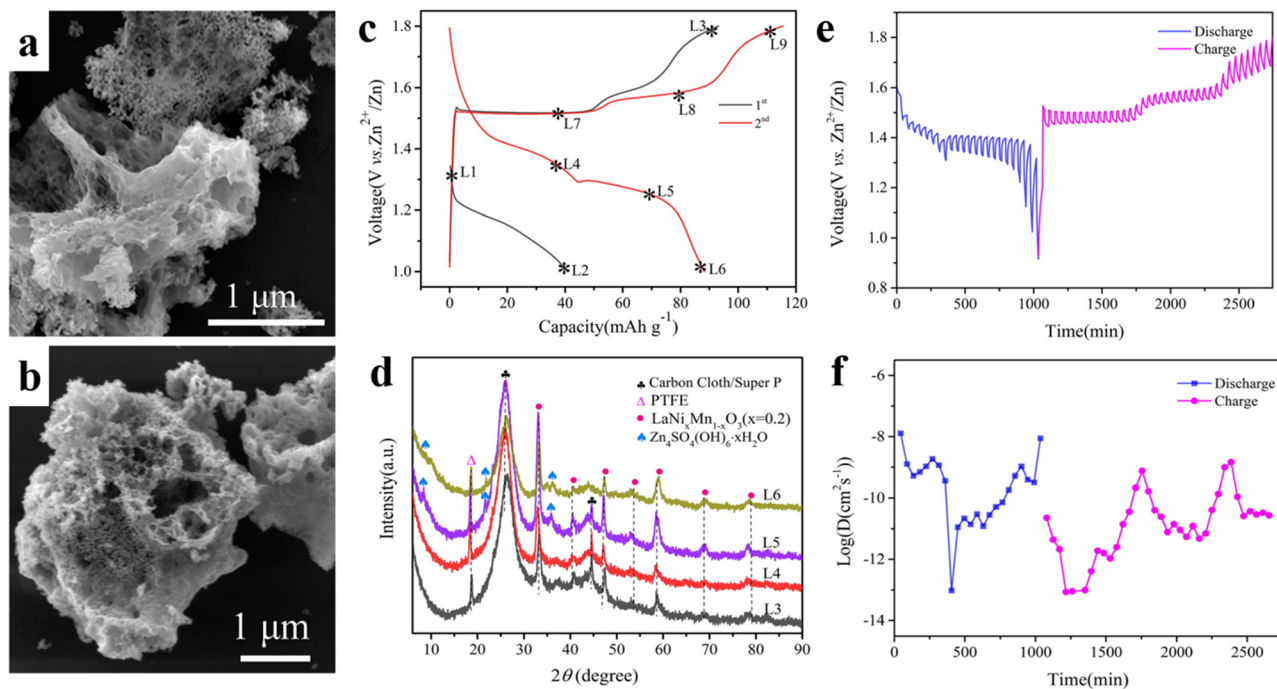 a
1 μm
b
1 μm
c
Voltage(V vs.Zn²⁺/Zn)
1.8
1.6
1.4
1.2
1.0
L3
L9
L7
L8
1ˢᵗ
2ⁿᵈ
L1
L4
L5
L2
L6
0 20 40 60 80 100 120
Capacity(mAh g⁻¹)
d
Intensity(a.u.)
♣ Carbon Cloth/Super P
Δ PTFE
● LaNiₓMn₁₋ₓO₃(x=0.2)
♠ Zn₄SO₄(OH)₆·xH₂O
L6
L5
L4
L3
10 20 30 40 50 60 70 80 90
2θ (degree)
e
Voltage(V vs. Zn²⁺/Zn)
1.8
1.6
1.4
1.2
1.0
0.8
Discharge
Charge
0 500 1000 1500 2000 2500
Time(min)
f
Log(D(cm² s⁻¹))
-6
-8
-10
-12
-14
Discharge
Charge
0 500 1000 1500 2000 2500
Time(min)